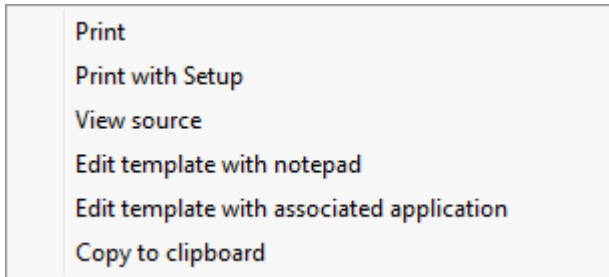 Print
Print with Setup
View source
Edit template with notepad
Edit template with associated application
Copy to clipboard